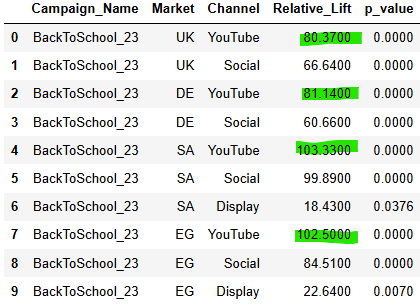 Campaign_Name Market Channel Relative_Lift p_value
0 BackToSchool_23 UK YouTube 80.3700 0.0000
1 BackToSchool_23 UK Social 66.6400 0.0000
2 BackToSchool_23 DE YouTube 81.1400 0.0000
3 BackToSchool_23 DE Social 60.6600 0.0000
4 BackToSchool_23 SA YouTube 103.3300 0.0000
5 BackToSchool_23 SA Social 99.8900 0.0000
6 BackToSchool_23 SA Display 18.4300 0.0376
7 BackToSchool_23 EG YouTube 102.5000 0.0000
8 BackToSchool_23 EG Social 84.5100 0.0000
9 BackToSchool_23 EG Display 22.6400 0.0070